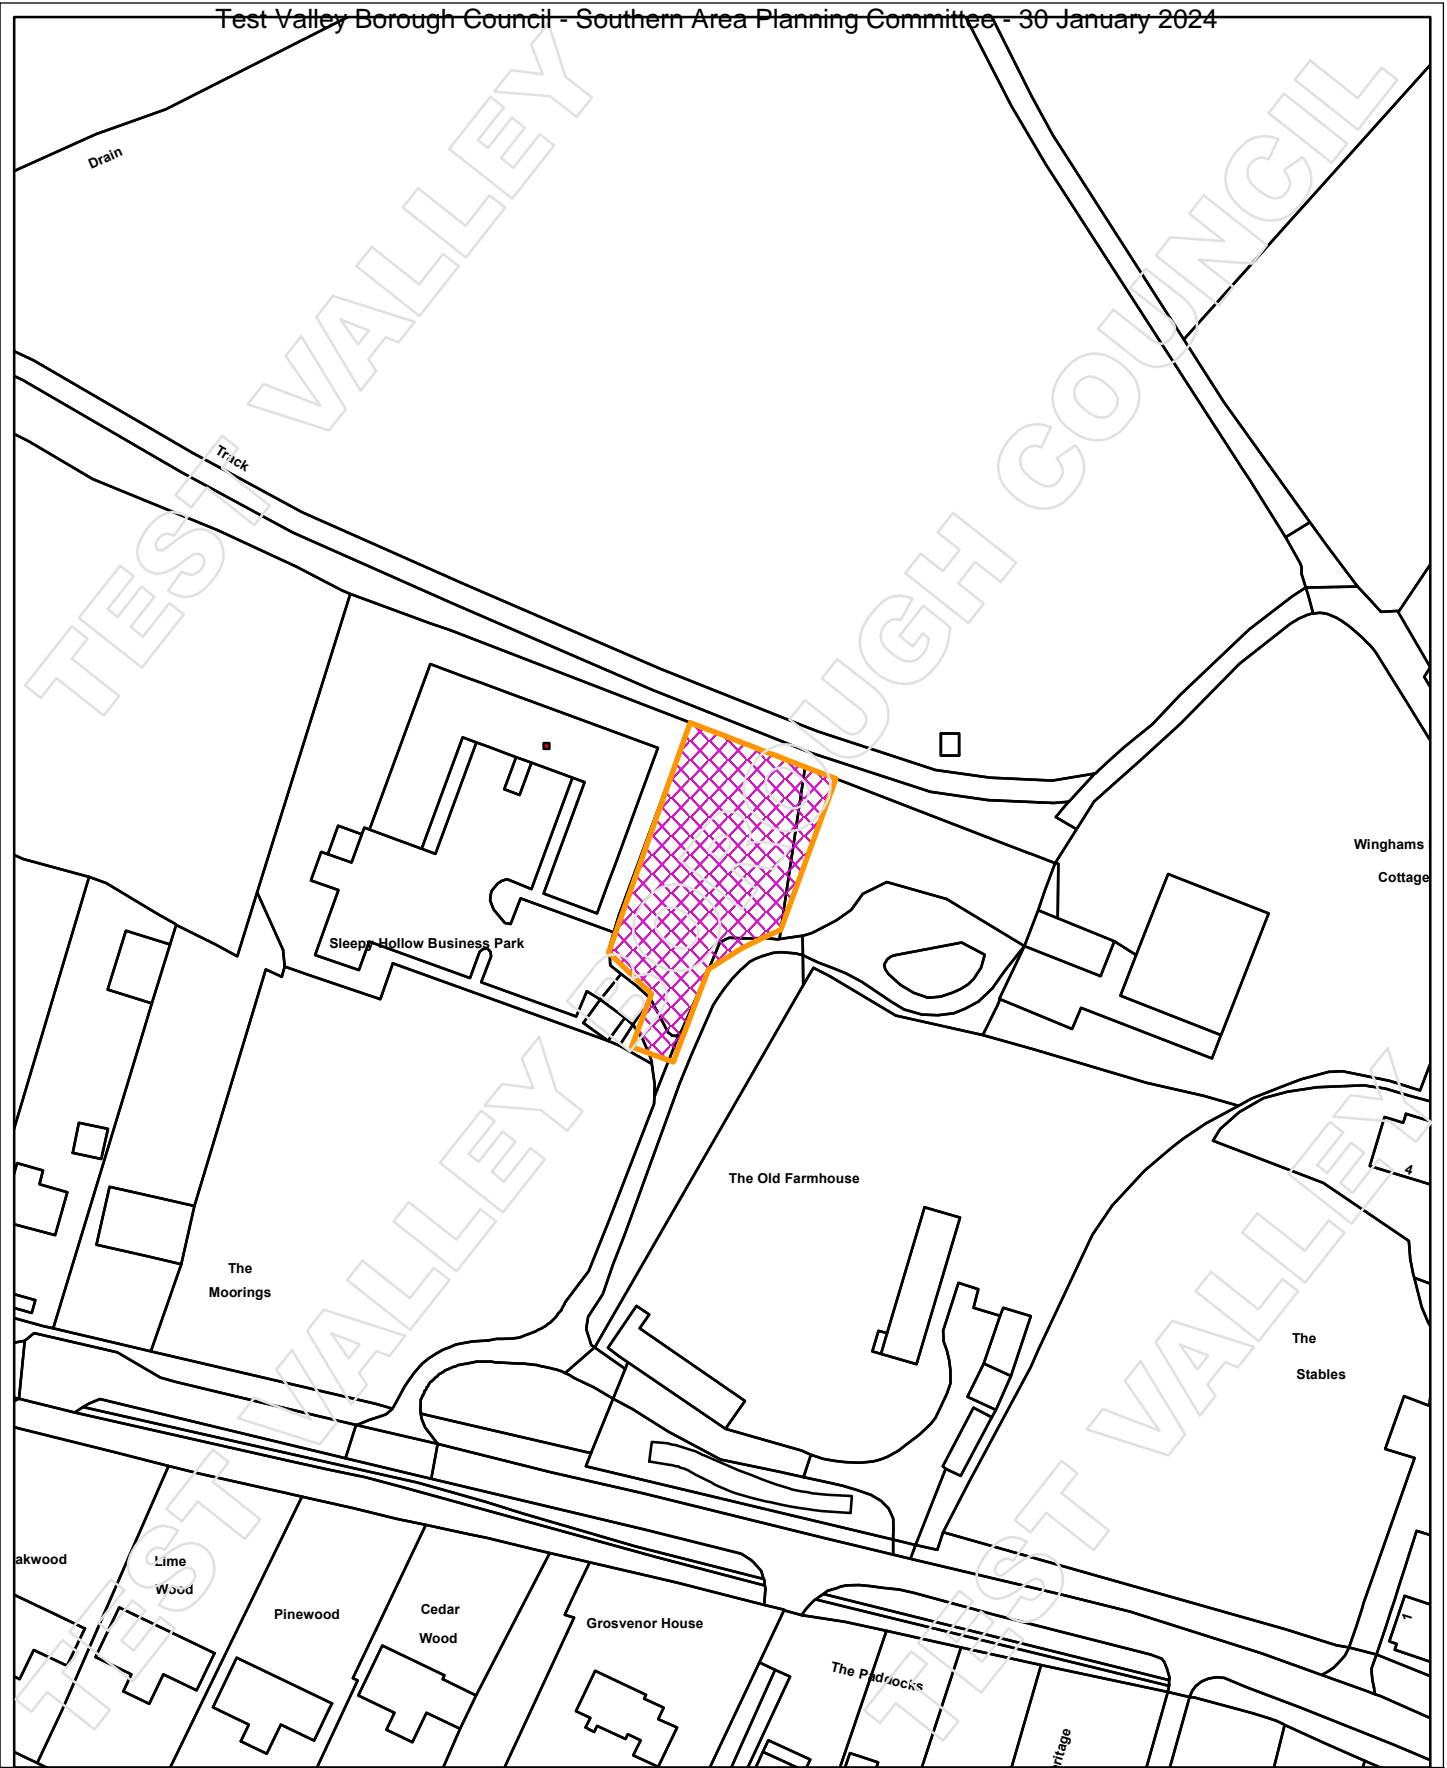 Test Valley Borough Council - Southern Area Planning Committee - 30 January 2024
Drain
TEST VALLEY BOROUGH COUNCIL
Track
Winghams
Cottage
Sleepy Hollow Business Park
The Old Farmhouse
4
The
Moorings
The
Stables
TEST VALLEY
TEST VALLEY
akwood
Lime
Wood
Pinewood
Cedar
Wood
Grosvenor House
The Paddocks
1
eritage